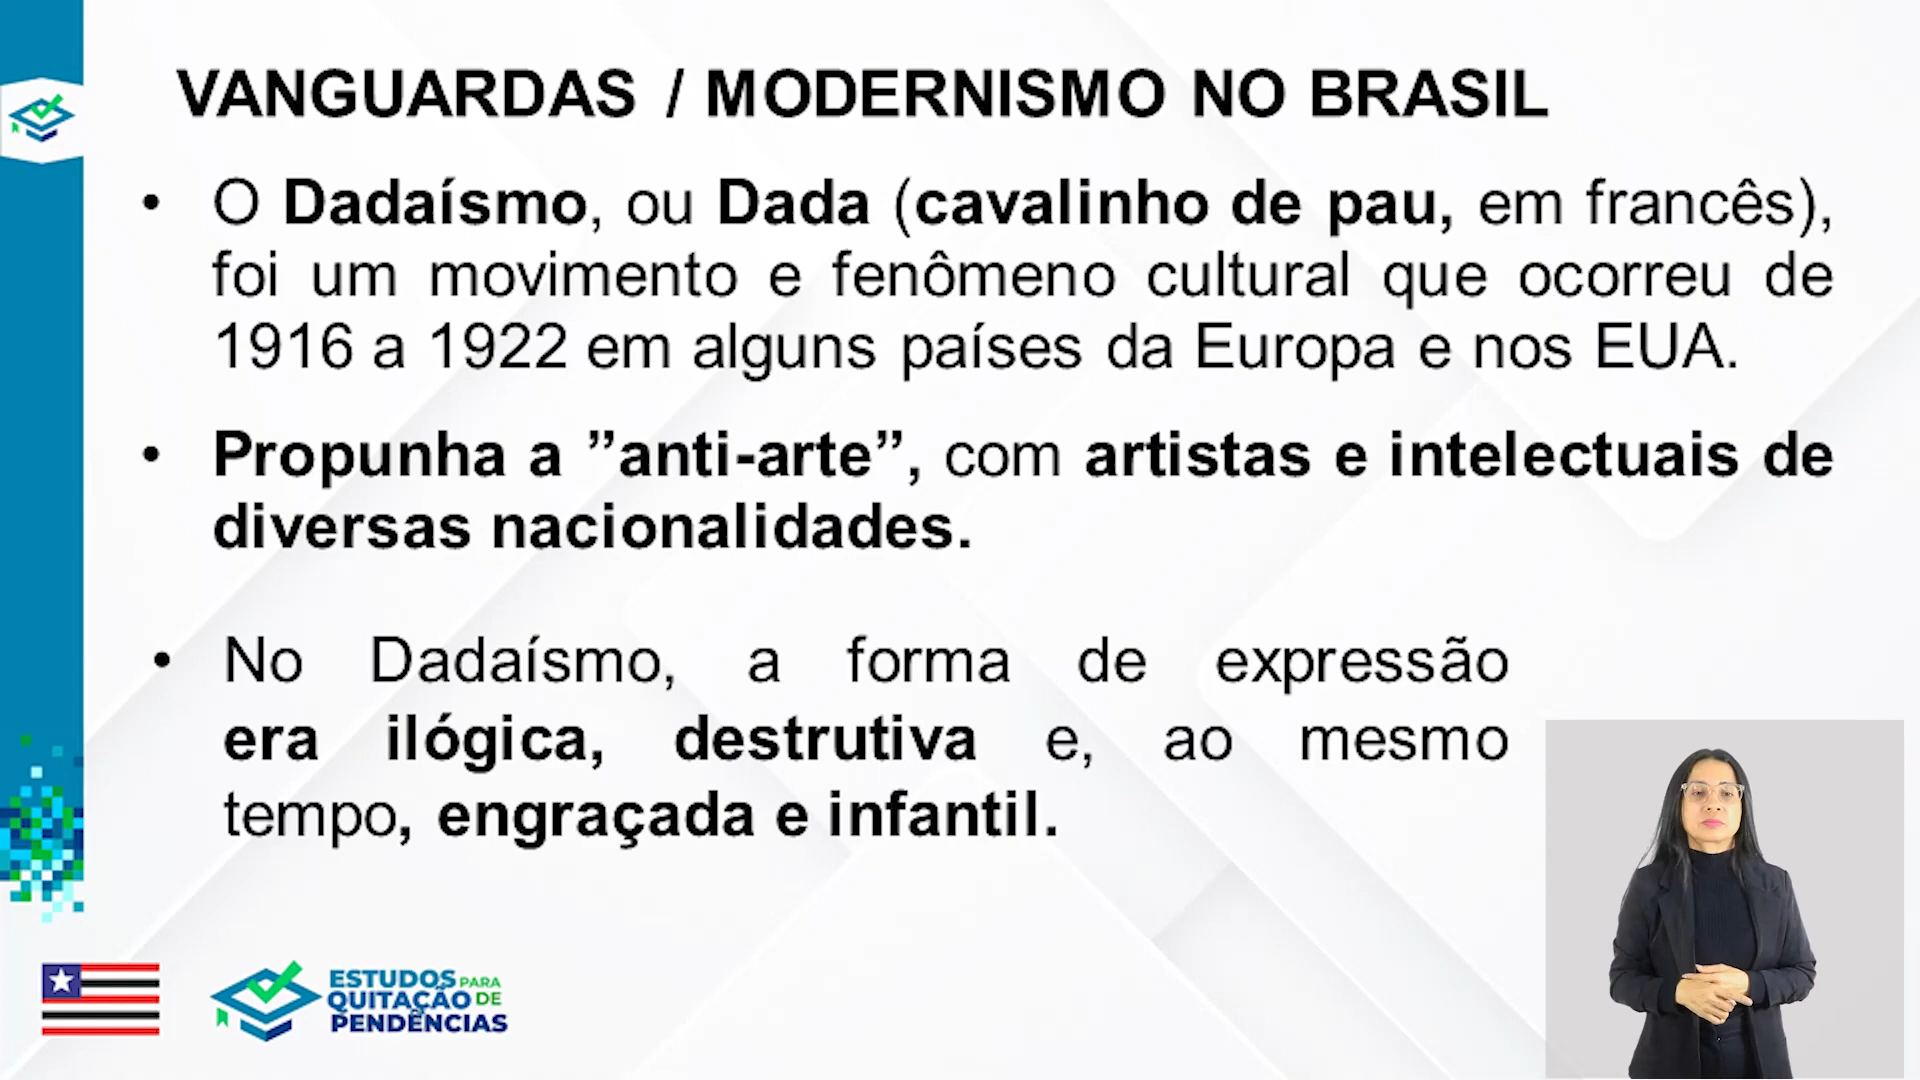 VANGUARDAS / MODERNISMO NO BRASIL
• O Dadaísmo, ou Dada (cavalinho de pau, em francês),
foi um movimento e fenômeno cultural que ocorreu de
1916 a 1922 em alguns países da Europa e nos EUA.
• Propunha a ”anti-arte”, com artistas e intelectuais de
diversas nacionalidades.
• No Dadaísmo, a forma de expressão
era ilógica, destrutiva e, ao mesmo
tempo, engraçada e infantil.
ESTUDOS PARA
QUITAÇÃO DE
PENDÊNCIAS